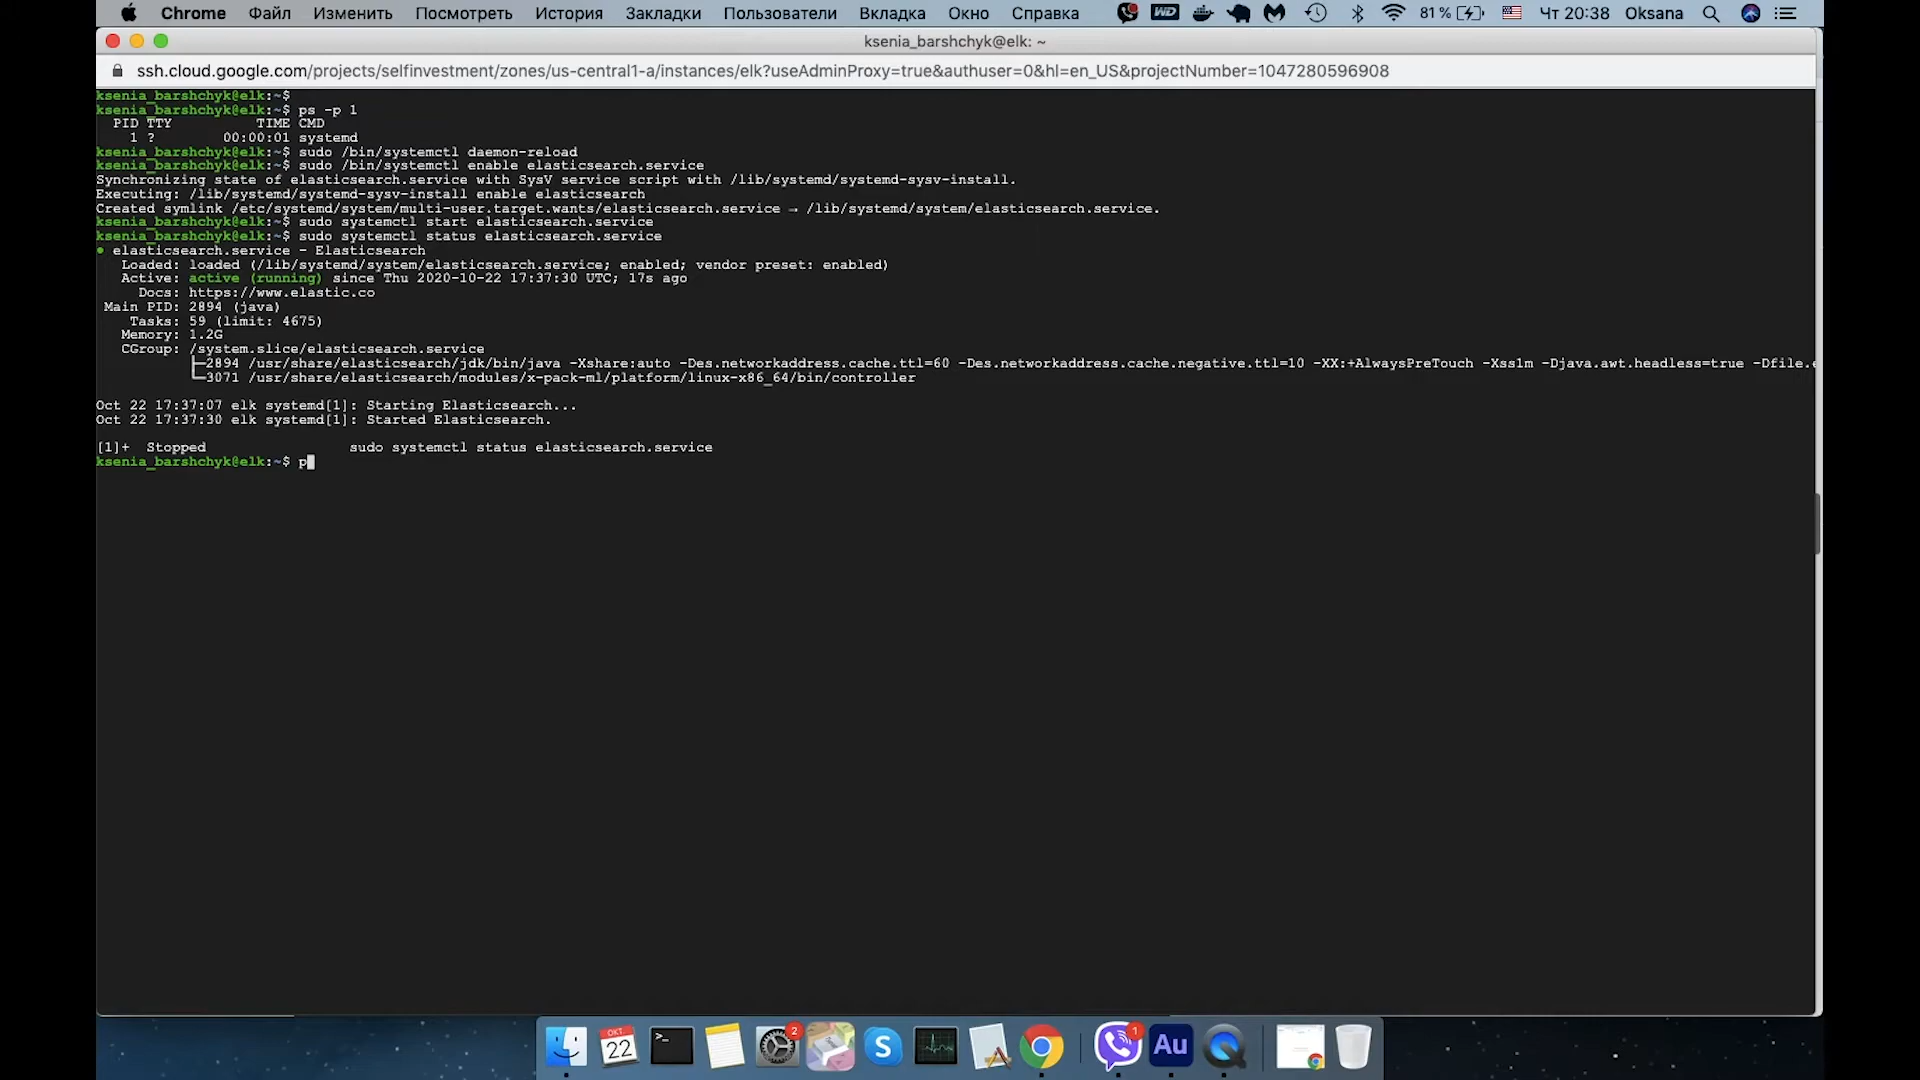 Chrome Файл Изменить Посмотреть История Закладки Пользователи Вкладка Окно Справка WD 81 % Чт 20:38 Oksana
ksenia_barshchyk@elk: ~
ssh.cloud.google.com/projects/selfinvestment/zones/us-central1-a/instances/elk?useAdminProxy=true&authuser=0&hl=en_US&projectNumber=1047280596908
ksenia_barshchyk@elk:~$
ksenia_barshchyk@elk:~$ ps -p 1
PID TTY TIME CMD
1 ? 00:00:01 systemd
ksenia_barshchyk@elk:~$ sudo /bin/systemctl daemon-reload
ksenia_barshchyk@elk:~$ sudo /bin/systemctl enable elasticsearch.service
Synchronizing state of elasticsearch.service with SysV service script with /lib/systemd/systemd-sysv-install.
Executing: /lib/systemd/systemd-sysv-install enable elasticsearch
Created symlink /etc/systemd/system/multi-user.target.wants/elasticsearch.service → /lib/systemd/system/elasticsearch.service.
ksenia_barshchyk@elk:~$ sudo systemctl start elasticsearch.service
ksenia_barshchyk@elk:~$ sudo systemctl status elasticsearch.service
● elasticsearch.service - Elasticsearch
Loaded: loaded (/lib/systemd/system/elasticsearch.service; enabled; vendor preset: enabled)
Active: active (running) since Thu 2020-10-22 17:37:30 UTC; 17s ago
Docs: https://www.elastic.co
Main PID: 2894 (java)
Tasks: 59 (limit: 4675)
Memory: 1.2G
CGroup: /system.slice/elasticsearch.service
├─2894 /usr/share/elasticsearch/jdk/bin/java -Xshare:auto -Des.networkaddress.cache.ttl=60 -Des.networkaddress.cache.negative.ttl=10 -XX:+AlwaysPreTouch -Xss1m -Djava.awt.headless=true -Dfile.e
└─3071 /usr/share/elasticsearch/modules/x-pack-ml/platform/linux-x86_64/bin/controller
Oct 22 17:37:07 elk systemd[1]: Starting Elasticsearch...
Oct 22 17:37:30 elk systemd[1]: Started Elasticsearch.
[1]+ Stopped sudo systemctl status elasticsearch.service
ksenia_barshchyk@elk:~$ p
ОКТ.
22
>_
2
S
1
Au